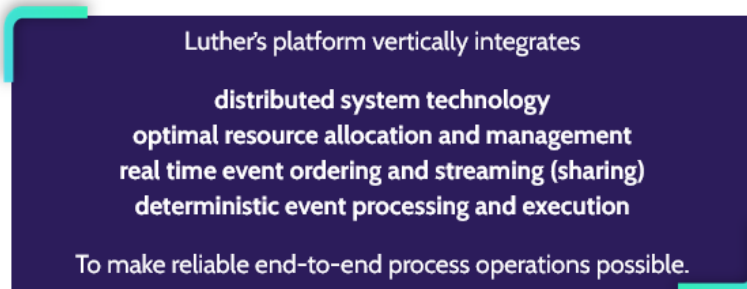 Luther's platform vertically integrates
distributed system technology
optimal resource allocation and management
real time event ordering and streaming (sharing)
deterministic event processing and execution
To make reliable end-to-end process operations possible.